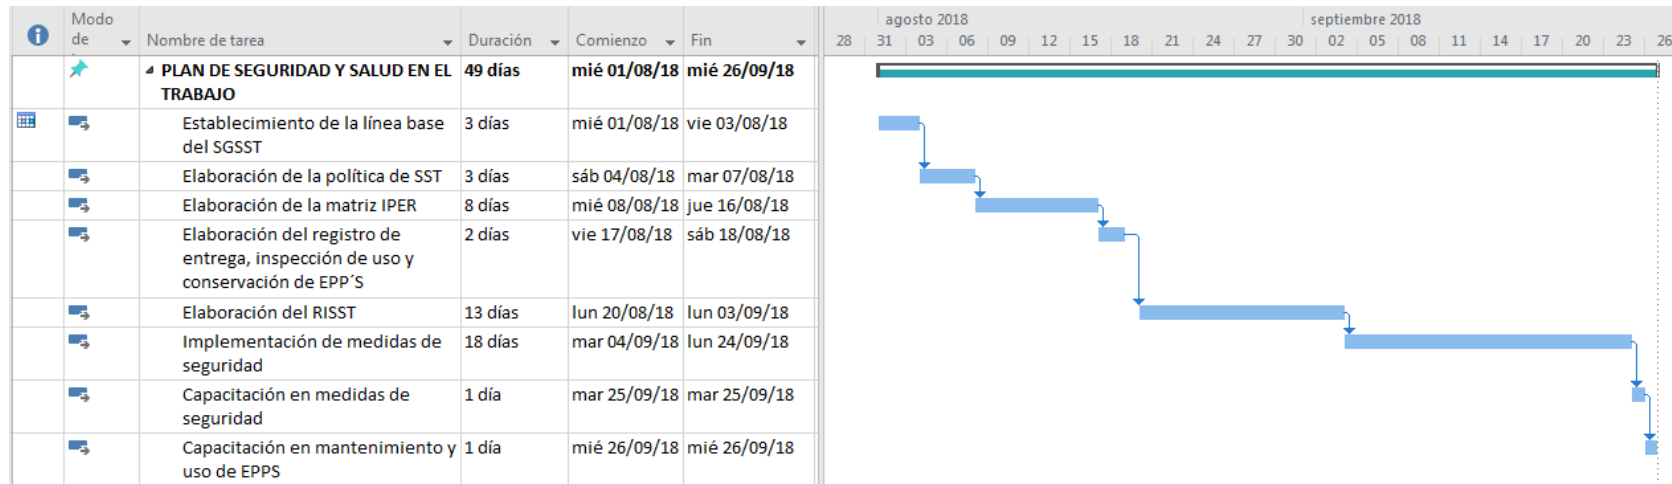 Modo
de
Nombre de tarea
Duración
Comienzo
Fin
agosto 2018
septiembre 2018
28 31 03 06 09 12 15 18 21 24 27 30 02 05 08 11 14 17 20 23 26
PLAN DE SEGURIDAD Y SALUD EN EL 49 días mié 01/08/18 mié 26/09/18
TRABAJO
Establecimiento de la línea base 3 días mié 01/08/18 vie 03/08/18
del SGSST
Elaboración de la política de SST 3 días sáb 04/08/18 mar 07/08/18
Elaboración de la matriz IPER 8 días mié 08/08/18 jue 16/08/18
Elaboración del registro de 2 días vie 17/08/18 sáb 18/08/18
entrega, inspección de uso y
conservación de EPP´S
Elaboración del RISST 13 días lun 20/08/18 lun 03/09/18
Implementación de medidas de 18 días mar 04/09/18 lun 24/09/18
seguridad
Capacitación en medidas de 1 día mar 25/09/18 mar 25/09/18
seguridad
Capacitación en mantenimiento y 1 día mié 26/09/18 mié 26/09/18
uso de EPPS